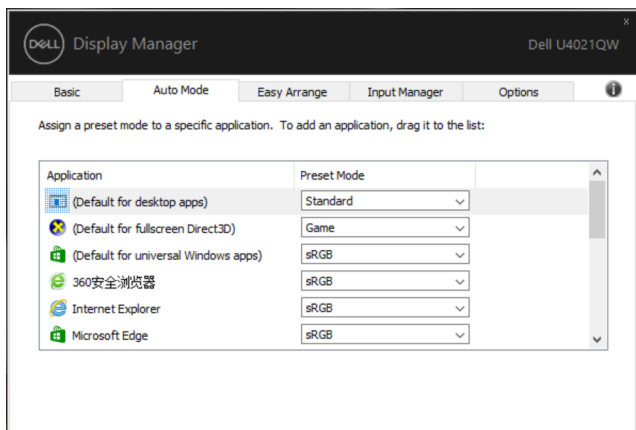 DELL Display Manager Dell U4021QW
Basic Auto Mode Easy Arrange Input Manager Options
Assign a preset mode to a specific application. To add an application, drag it to the list:
Application Preset Mode
(Default for desktop apps) Standard
(Default for fullscreen Direct3D) Game
(Default for universal Windows apps) sRGB
360安全浏览器 sRGB
Internet Explorer sRGB
Microsoft Edge sRGB